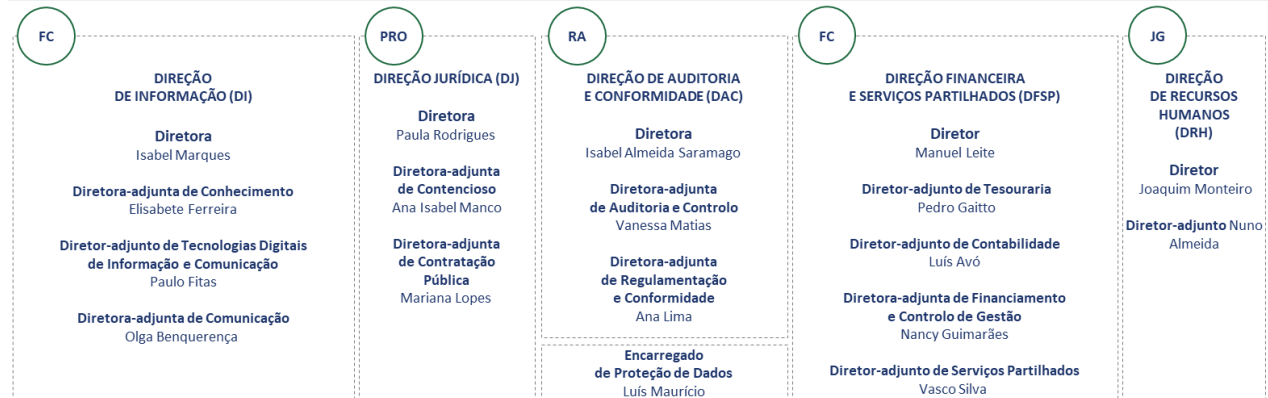 FC
DIREÇÃO
DE INFORMAÇÃO (DI)
Diretora
Isabel Marques
Diretora-adjunta de Conhecimento
Elisabete Ferreira
Diretor-adjunto de Tecnologias Digitais
de Informação e Comunicação
Paulo Fitas
Diretora-adjunta de Comunicação
Olga Benquerença
PRO
DIREÇÃO JURÍDICA (DJ)
Diretora
Paula Rodrigues
Diretora-adjunta
de Contencioso
Ana Isabel Manco
Diretora-adjunta
de Contratação
Pública
Mariana Lopes
RA
DIREÇÃO DE AUDITORIA
E CONFORMIDADE (DAC)
Diretora
Isabel Almeida Saramago
Diretora-adjunta
de Auditoria e Controlo
Vanessa Matias
Diretora-adjunta
de Regulamentação
e Conformidade
Ana Lima
Encarregado
de Proteção de Dados
Luís Maurício
FC
DIREÇÃO FINANCEIRA
E SERVIÇOS PARTILHADOS (DFSP)
Diretor
Manuel Leite
Diretor-adjunto de Tesouraria
Pedro Gaitto
Diretor-adjunto de Contabilidade
Luís Avó
Diretora-adjunta de Financiamento
e Controlo de Gestão
Nancy Guimarães
Diretor-adjunto de Serviços Partilhados
Vasco Silva
JG
DIREÇÃO
DE RECURSOS
HUMANOS
(DRH)
Diretor
Joaquim Monteiro
Diretor-adjunto Nuno
Almeida